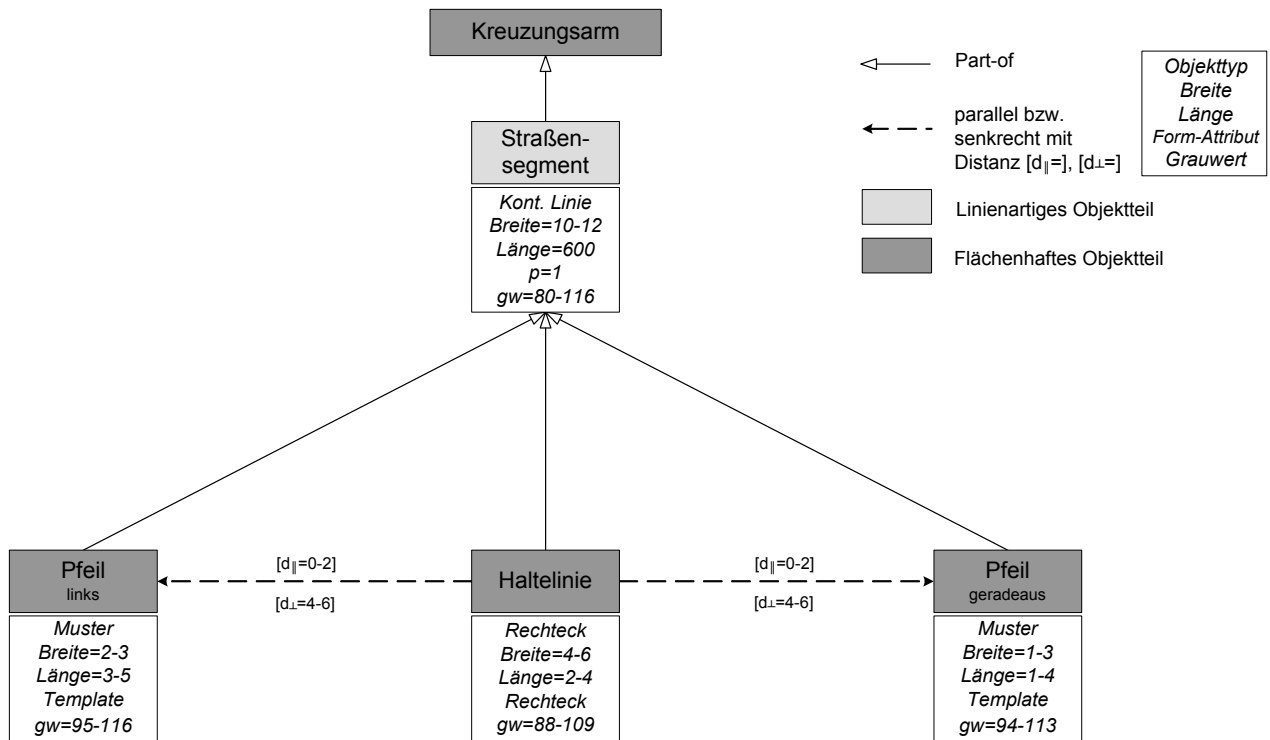 Kreuzungsarm
Part-of
parallel bzw.
senkrecht mit
Distanz [d∥=], [d⊥=]
Objekttyp
Breite
Länge
Form-Attribut
Grauwert
Linienartiges Objektteil
Flächenhaftes Objektteil
Straßen-
segment
Kont. Linie
Breite=10-12
Länge=600
p=1
gw=80-116
Pfeil
links
Muster
Breite=2-3
Länge=3-5
Template
gw=95-116
[d∥=0-2]
[d⊥=4-6]
Haltelinie
Rechteck
Breite=4-6
Länge=2-4
Rechteck
gw=88-109
[d∥=0-2]
[d⊥=4-6]
Pfeil
geradeaus
Muster
Breite=1-3
Länge=1-4
Template
gw=94-113